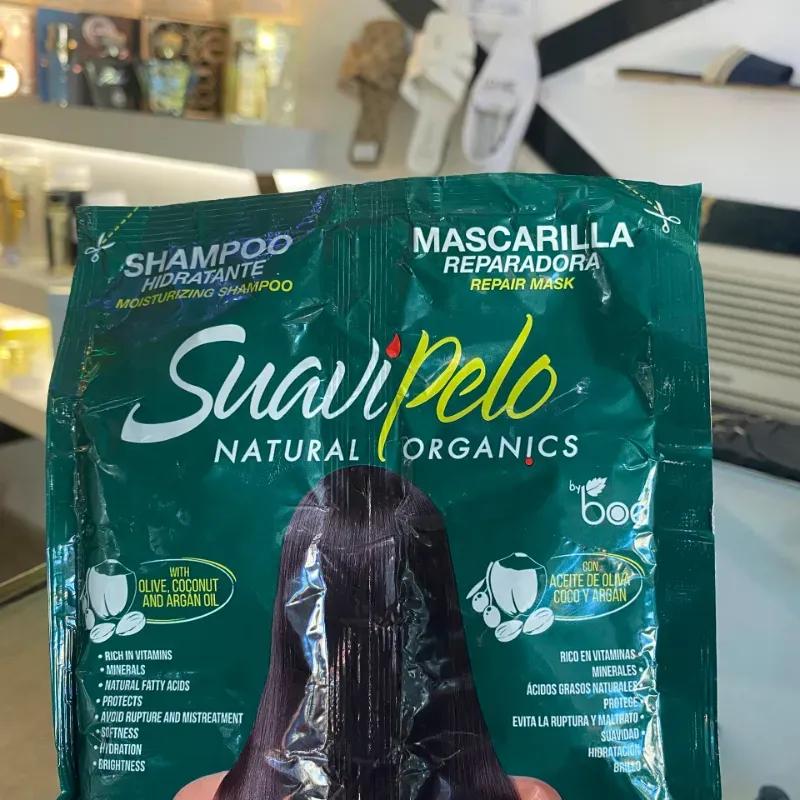 SHAMPOO
HIDRATANTE
MOISTURIZING SHAMPOO
MASCARILLA
REPARADORA
REPAIR MASK
SuaviPelo
NATURAL ORGANICS
by
WITH
OLIVE, COCONUT
AND ARGAN OIL
• RICH IN VITAMINS
• MINERALS
• NATURAL FATTY ACIDS
• PROTECTS
• AVOID RUPTURE AND MISTREATMENT
• SOFTNESS
• HYDRATION
• BRIGHTNESS
CON
ACEITE DE OLIVA
COCO Y ARGAN
RICO EN VITAMINAS •
MINERALES •
ÁCIDOS GRASOS NATURALES •
PROTEGE •
EVITA LA RUPTURA Y MALTRATO •
SUAVIDAD •
HIDRATACIÓN •
BRILLO •